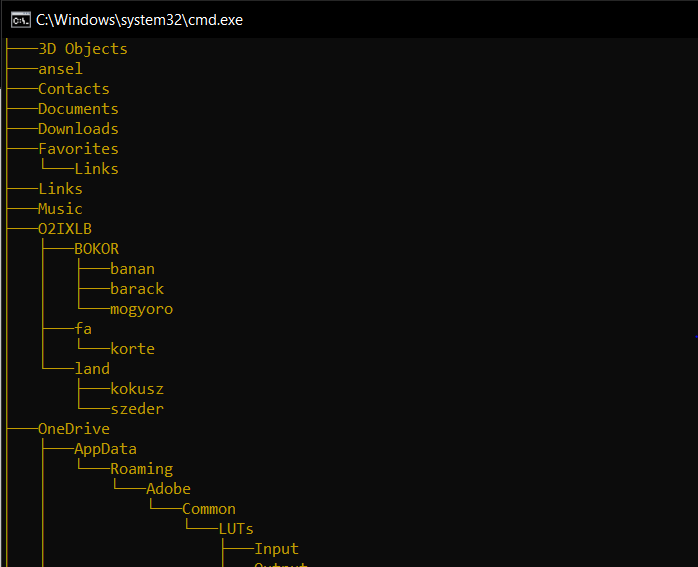 C:\Windows\system32\cmd.exe
├───3D Objects
├───ansel
├───Contacts
├───Documents
├───Downloads
├───Favorites
│   └───Links
├───Links
├───Music
├───O2IXLB
│   ├───BOKOR
│   │   ├───banan
│   │   ├───barack
│   │   └───mogyoro
│   ├───fa
│   │   └───korte
│   └───land
│       ├───kokusz
│       └───szeder
├───OneDrive
│   ├───AppData
│   │   └───Roaming
│   │       └───Adobe
│   │           └───Common
│   │               └───LUTs
│   │                   ├───Input
│   │                   ├───Output